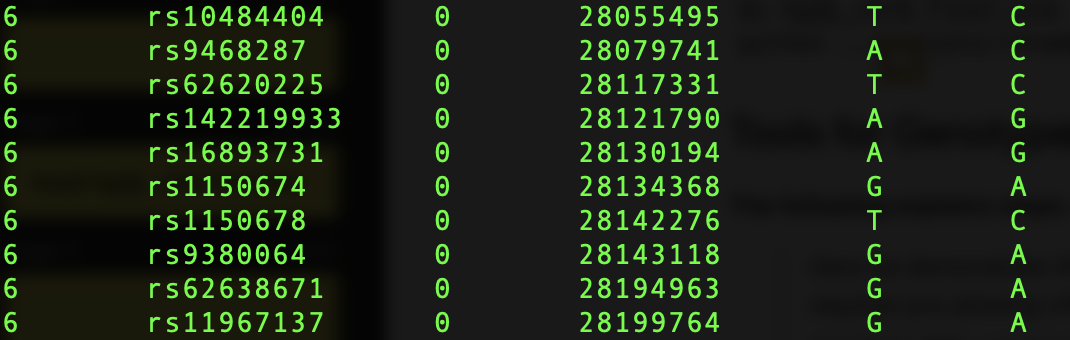 6 rs10484404 0 28055495 T C
6 rs9468287 0 28079741 A C
6 rs62620225 0 28117331 T C
6 rs142219933 0 28121790 A G
6 rs16893731 0 28130194 A G
6 rs1150674 0 28134368 G A
6 rs1150678 0 28142276 T C
6 rs9380064 0 28143118 G A
6 rs62638671 0 28194963 G A
6 rs11967137 0 28199764 G A